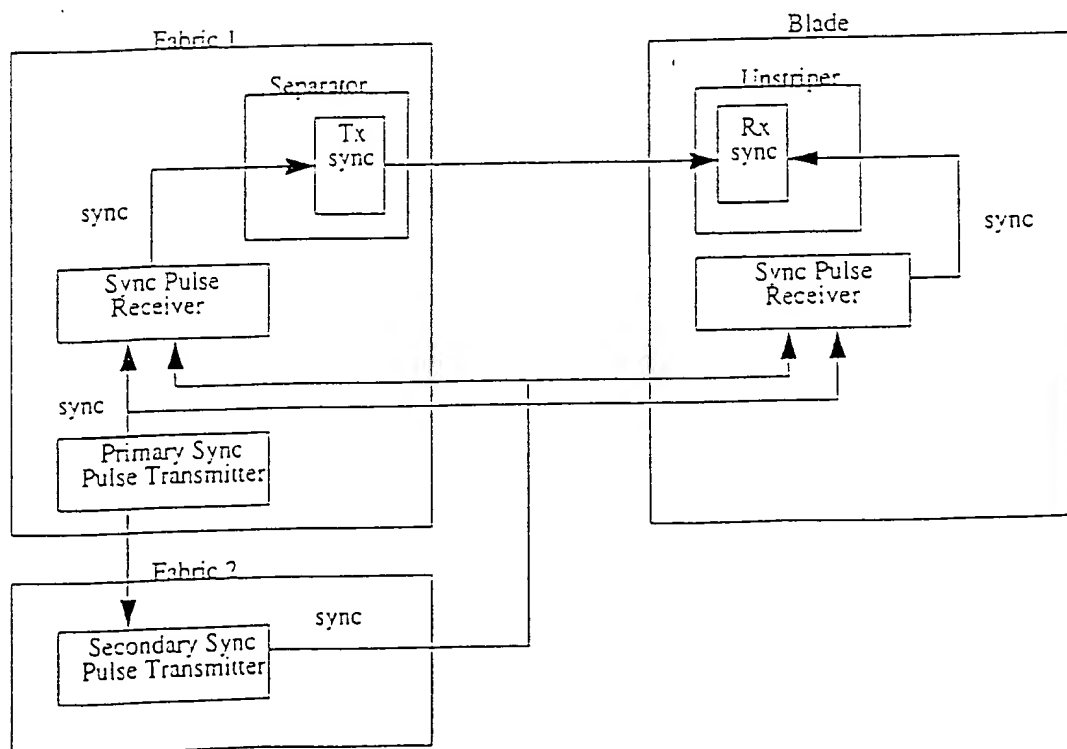 Fabric 1
Separator
Tx
sync
sync
Sync Pulse
Receiver
sync
Primary Sync
Pulse Transmitter
Blade
Unstriper
Rx
sync
sync
Sync Pulse
Receiver
Fabric 2
sync
Secondary Sync
Pulse Transmitter